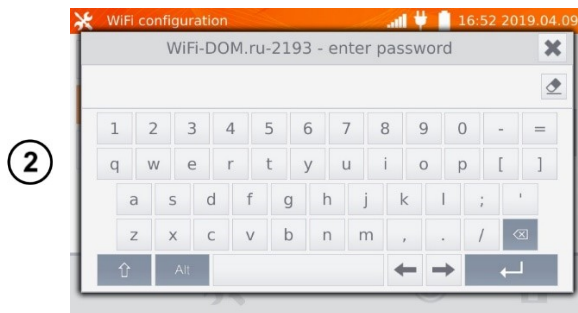 WiFi configuration 16:52 2019.04.09
WiFi-DOM.ru-2193 - enter password
1 2 3 4 5 6 7 8 9 0 - =
q w e r t y u i o p [ ]
2
a s d f g h j k l ; '
z x c v b n m , . /
Alt